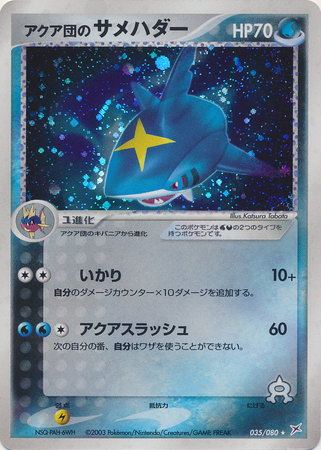 アクア団のサメハダー HP70
Illus. Katsura Tabata
1進化
アクア団のキバニアから進化
このポケモンは の2つのタイプを
持つポケモンです。
いかり 10+
自分のダメージカウンター×10ダメージを追加する。
アクアスラッシュ 60
次の自分の番、自分はワザを使うことができない。
弱点 抵抗力 にげる
NSQ-PAH-6WH ©2003 Pokémon/Nintendo/Creatures/GAME FREAK. 035/080 ★